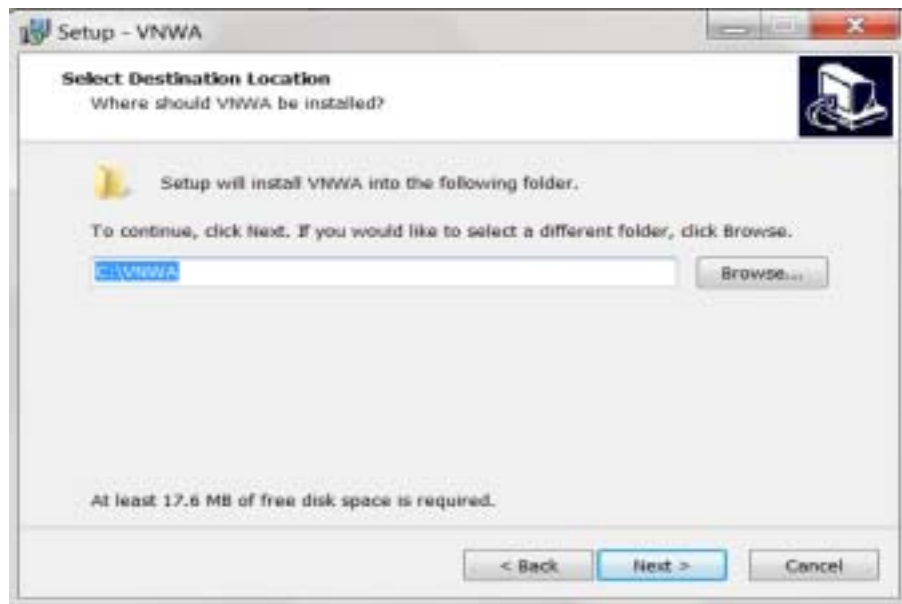 Setup - VNWA
Select Destination Location
Where should VNWA be installed?
Setup will install VNWA into the following folder.
To continue, click Next. If you would like to select a different folder, click Browse.
C:\VNWA
Browse...
At least 17.6 MB of free disk space is required.
< Back
Next >
Cancel